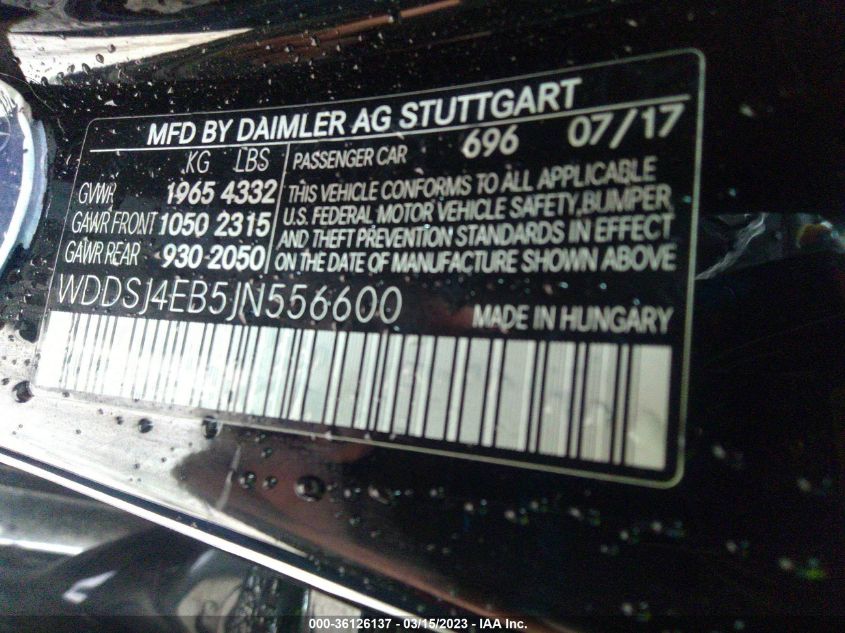 MFD BY DAIMLER AG STUTTGART
KG LBS
GVWR 1965 4332
GAWR FRONT 1050 2315
GAWR REAR 930 2050
PASSENGER CAR 696 07/17
THIS VEHICLE CONFORMS TO ALL APPLICABLE
U.S. FEDERAL MOTOR VEHICLE SAFETY, BUMPER
AND THEFT PREVENTION STANDARDS IN EFFECT
ON THE DATE OF MANUFACTURE SHOWN ABOVE
WDDSJ4EB5JN556600
MADE IN HUNGARY
000-36126137 - 03/15/2023 - IAA Inc.